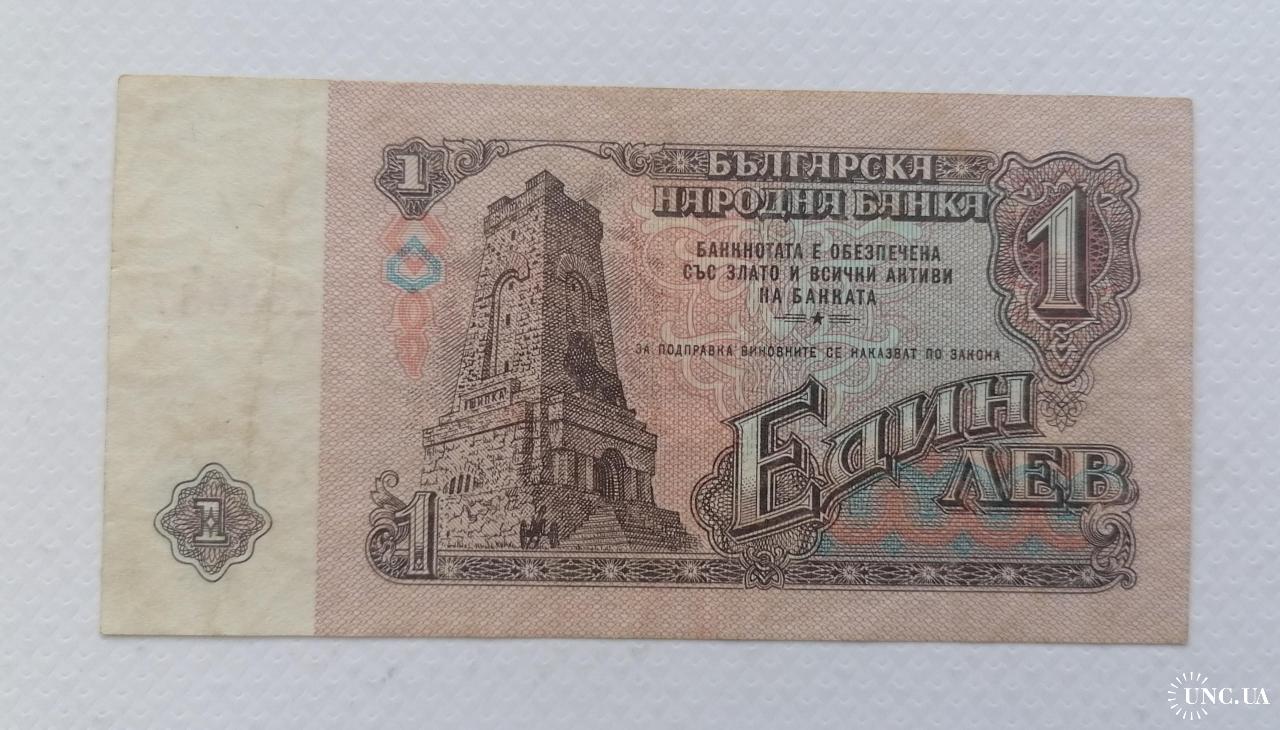 1
БЪЛГАРСКА
НАРОДНА БАНКА
1
БАНКНОТАТА Е ОБЕЗПЕЧЕНА
СЪС ЗЛАТО И ВСИЧКИ АКТИВИ
НА БАНКАТА
ЗА ПОДПРАВКА ВИНОВНИТЕ СЕ НАКАЗВАТ ПО ЗАКОНА
ШИПКА
ЕДИН
ЛЕВ
1
1
UNC.UA